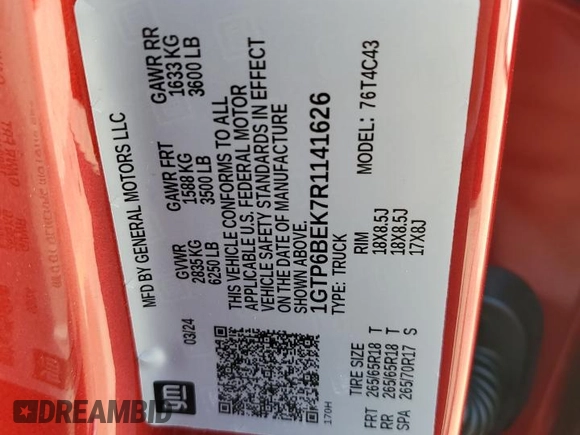 MFD BY GENERAL MOTORS LLC
GVWR
2835 KG
6250 LB
GAWR FRT
1588 KG
3500 LB
GAWR RR
1633 KG
3600 LB
THIS VEHICLE CONFORMS TO ALL
APPLICABLE U.S. FEDERAL MOTOR
VEHICLE SAFETY STANDARDS IN EFFECT
ON THE DATE OF MANUFACTURE
SHOWN ABOVE.
1GTP6BEK7R1141626
TYPE: TRUCK
MODEL: 76T4C43
03/24
gm
170H
TIRE SIZE RIM
FRT 265/65R18 T 18X8.5J
RR 265/65R18 T 18X8.5J
SPA 265/70R17 S 17X8J
DREAMBID